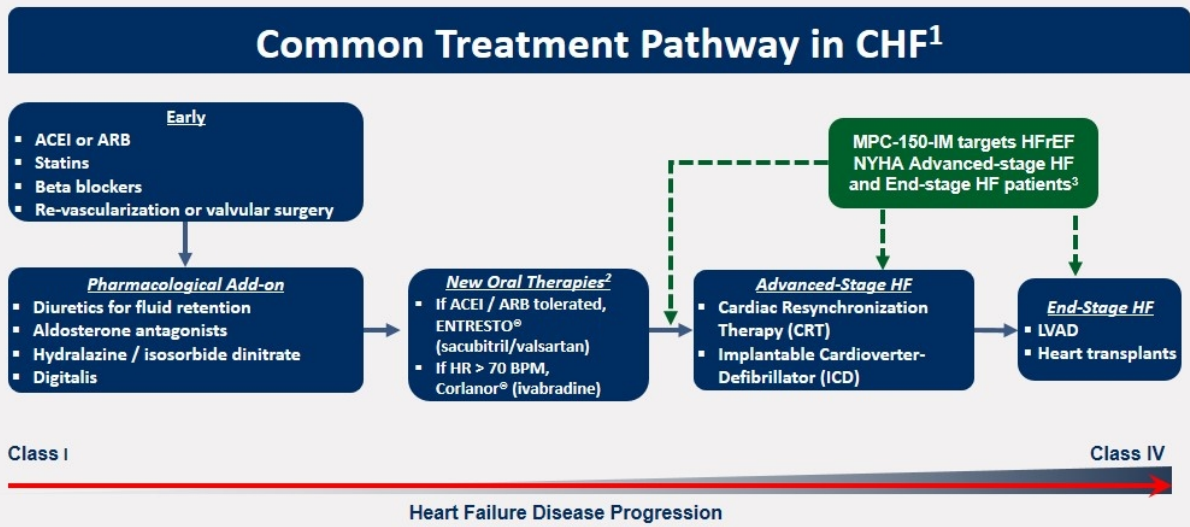 Common Treatment Pathway in CHF¹
Early
▪ ACEI or ARB
▪ Statins
▪ Beta blockers
▪ Re-vascularization or valvular surgery
MPC-150-IM targets HFrEF
NYHA Advanced-stage HF
and End-stage HF patients³
Pharmacological Add-on
▪ Diuretics for fluid retention
▪ Aldosterone antagonists
▪ Hydralazine / isosorbide dinitrate
▪ Digitalis
New Oral Therapies²
▪ If ACEI / ARB tolerated,
ENTRESTO®
(sacubitril/valsartan)
▪ If HR > 70 BPM,
Corlanor® (ivabradine)
Advanced-Stage HF
▪ Cardiac Resynchronization
Therapy (CRT)
▪ Implantable Cardioverter-
Defibrillator (ICD)
End-Stage HF
▪ LVAD
▪ Heart transplants
Class I
Class IV
Heart Failure Disease Progression